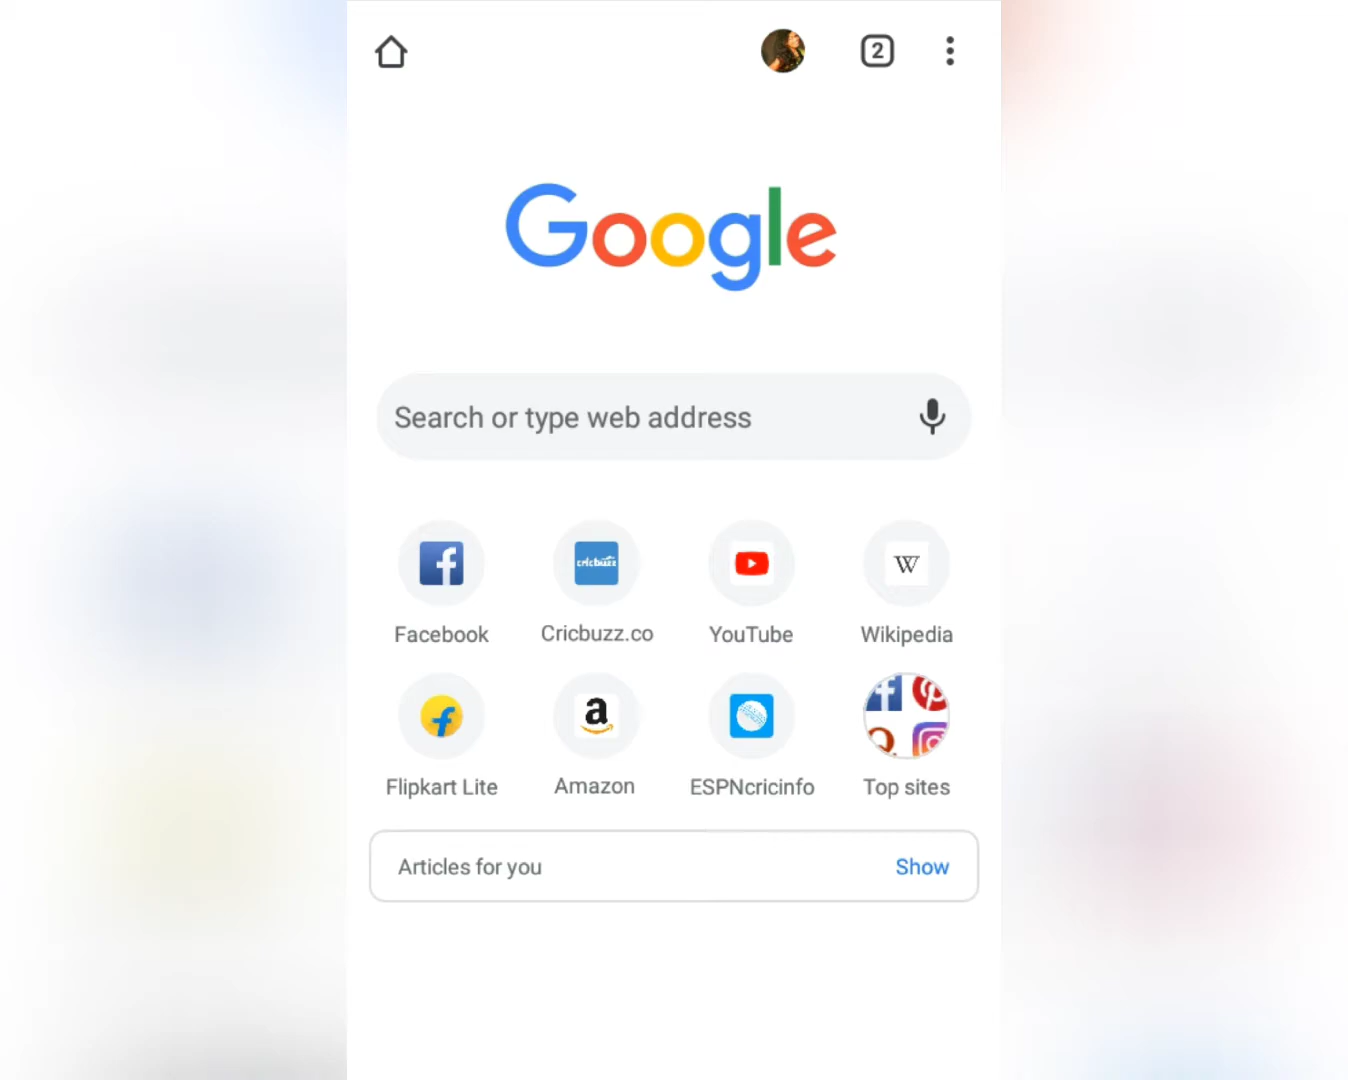 2
Google
Search or type web address
cricbuzz
W
Facebook
Cricbuzz.co
YouTube
Wikipedia
a
Flipkart Lite
Amazon
ESPNcricinfo
Top sites
Articles for you
Show